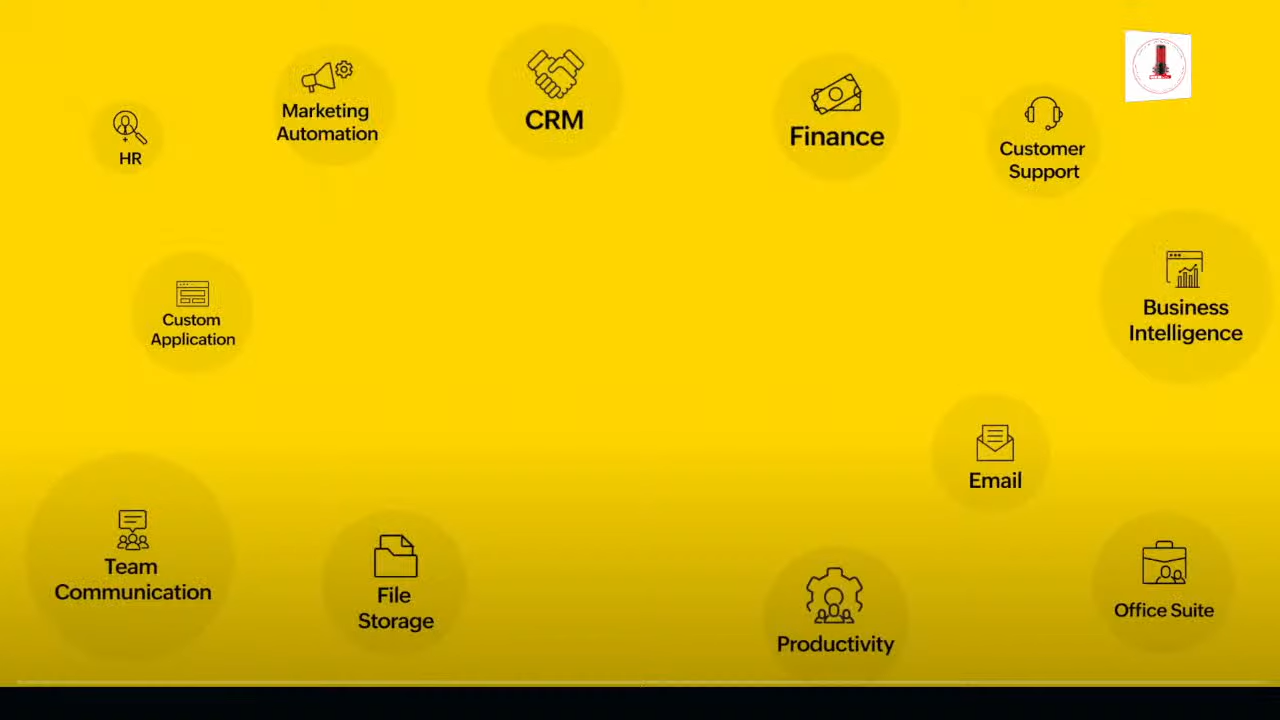 HR
Marketing
Automation
CRM
Finance
Customer
Support
Custom
Application
Business
Intelligence
Email
Team
Communication
File
Storage
Productivity
Office Suite